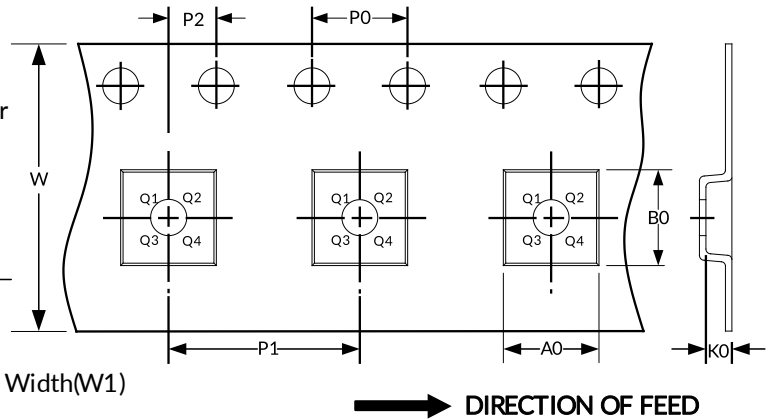 P2
P0
r
W
Q1 Q2
Q1 Q2
Q1 Q2
B0
Q3 Q4
Q3 Q4
Q3 Q4
P1
A0
K0
Width(W1)
DIRECTION OF FEED